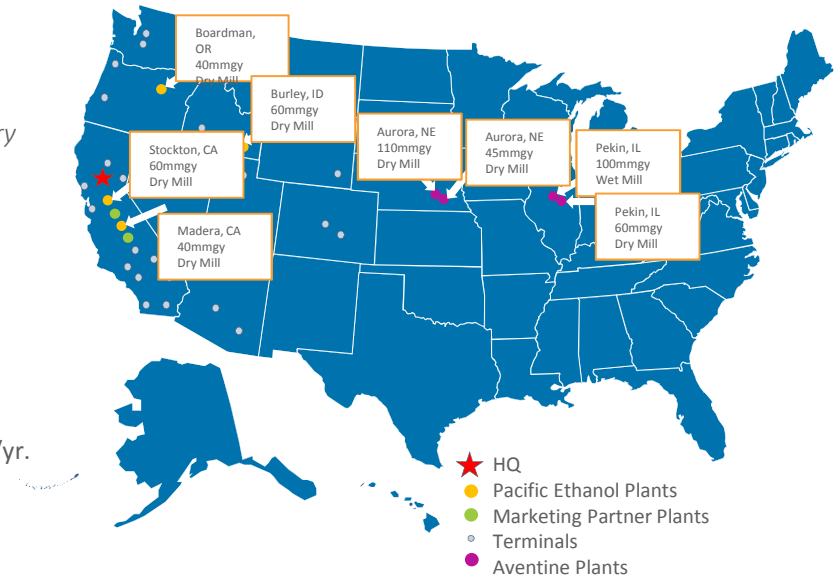 Boardman,
OR
40mmgy
Dry Mill
Burley, ID
60mmgy
Dry Mill
ry
Stockton, CA
60mmgy
Dry Mill
Aurora, NE
110mmgy
Dry Mill
Aurora, NE
45mmgy
Dry Mill
Pekin, IL
100mmgy
Wet Mill
Pekin, IL
60mmgy
Dry Mill
Madera, CA
40mmgy
Dry Mill
/yr.
HQ
Pacific Ethanol Plants
Marketing Partner Plants
Terminals
Aventine Plants